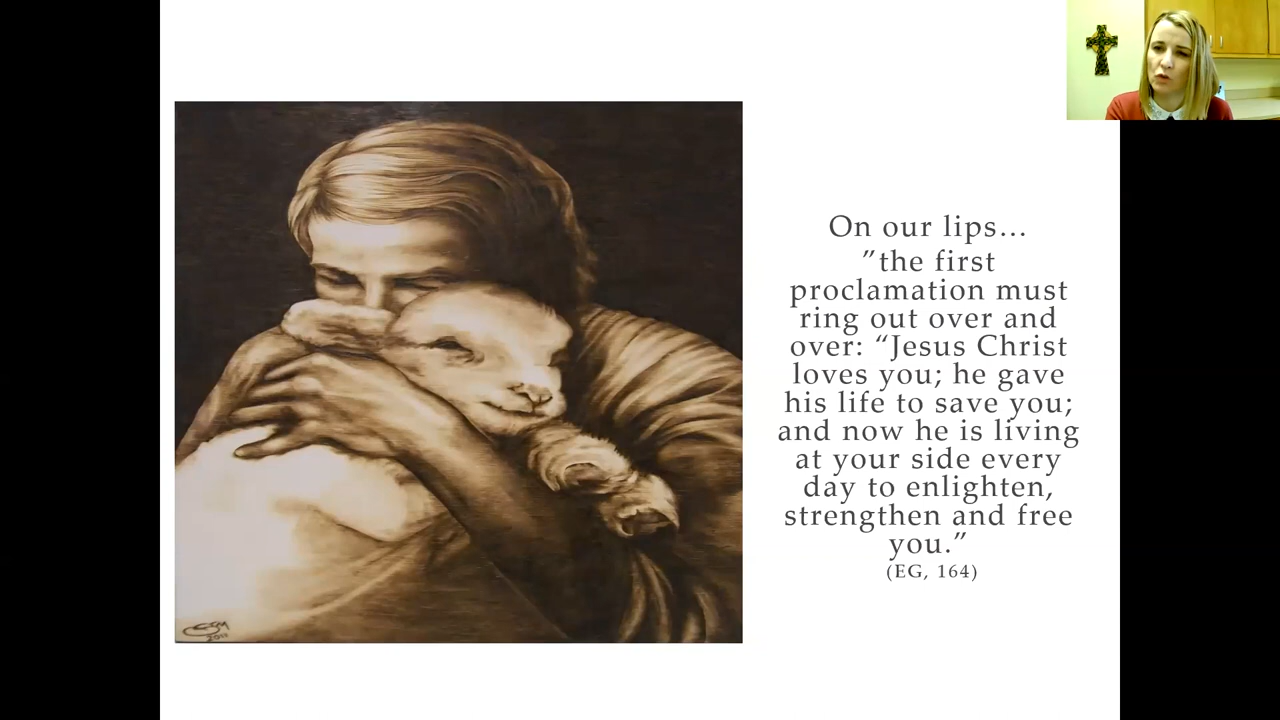 On our lips...
”the first
proclamation must
ring out over and
over: “Jesus Christ
loves you; he gave
his life to save you;
and now he is living
at your side every
day to enlighten,
strengthen and free
you.”
(EG, 164)
2011